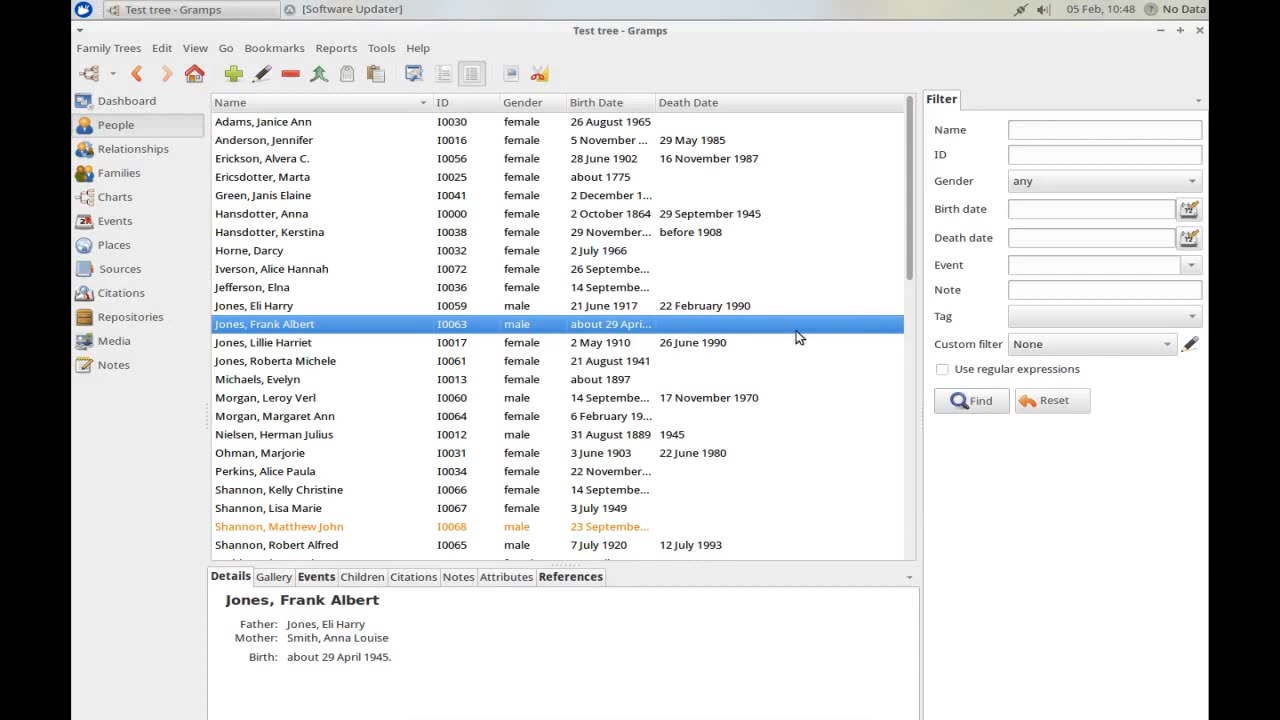 Test tree - Gramps [Software Updater] 05 Feb, 10:48 No Data
Test tree - Gramps
Family Trees Edit View Go Bookmarks Reports Tools Help
Dashboard
People
Relationships
Families
Charts
Events
Places
Sources
Citations
Repositories
Media
Notes
Name ID Gender Birth Date Death Date
Adams, Janice Ann I0030 female 26 August 1965
Anderson, Jennifer I0016 female 5 November ... 29 May 1985
Erickson, Alvera C. I0056 female 28 June 1902 16 November 1987
Ericsdotter, Marta I0025 female about 1775
Green, Janis Elaine I0041 female 2 December 1...
Hansdotter, Anna I0000 female 2 October 1864 29 September 1945
Hansdotter, Kerstina I0038 female 29 November... before 1908
Horne, Darcy I0032 female 2 July 1966
Iverson, Alice Hannah I0072 female 26 Septembe...
Jefferson, Elna I0036 female 14 Septembe...
Jones, Eli Harry I0059 male 21 June 1917 22 February 1990
Jones, Frank Albert I0063 male about 29 Apri...
Jones, Lillie Harriet I0017 female 2 May 1910 26 June 1990
Jones, Roberta Michele I0061 female 21 August 1941
Michaels, Evelyn I0013 female about 1897
Morgan, Leroy Verl I0060 male 14 Septembe... 17 November 1970
Morgan, Margaret Ann I0064 female 6 February 19...
Nielsen, Herman Julius I0012 male 31 August 1889 1945
Ohman, Marjorie I0031 female 3 June 1903 22 June 1980
Perkins, Alice Paula I0034 female 22 November...
Shannon, Kelly Christine I0066 female 14 Septembe...
Shannon, Lisa Marie I0067 female 3 July 1949
Shannon, Matthew John I0068 male 23 Septembe...
Shannon, Robert Alfred I0065 male 7 July 1920 12 July 1993
Details Gallery Events Children Citations Notes Attributes References
Jones, Frank Albert
Father: Jones, Eli Harry
Mother: Smith, Anna Louise
Birth: about 29 April 1945.
Filter
Name
ID
Gender any
Birth date
Death date
Event
Note
Tag
Custom filter None
Use regular expressions
Find Reset